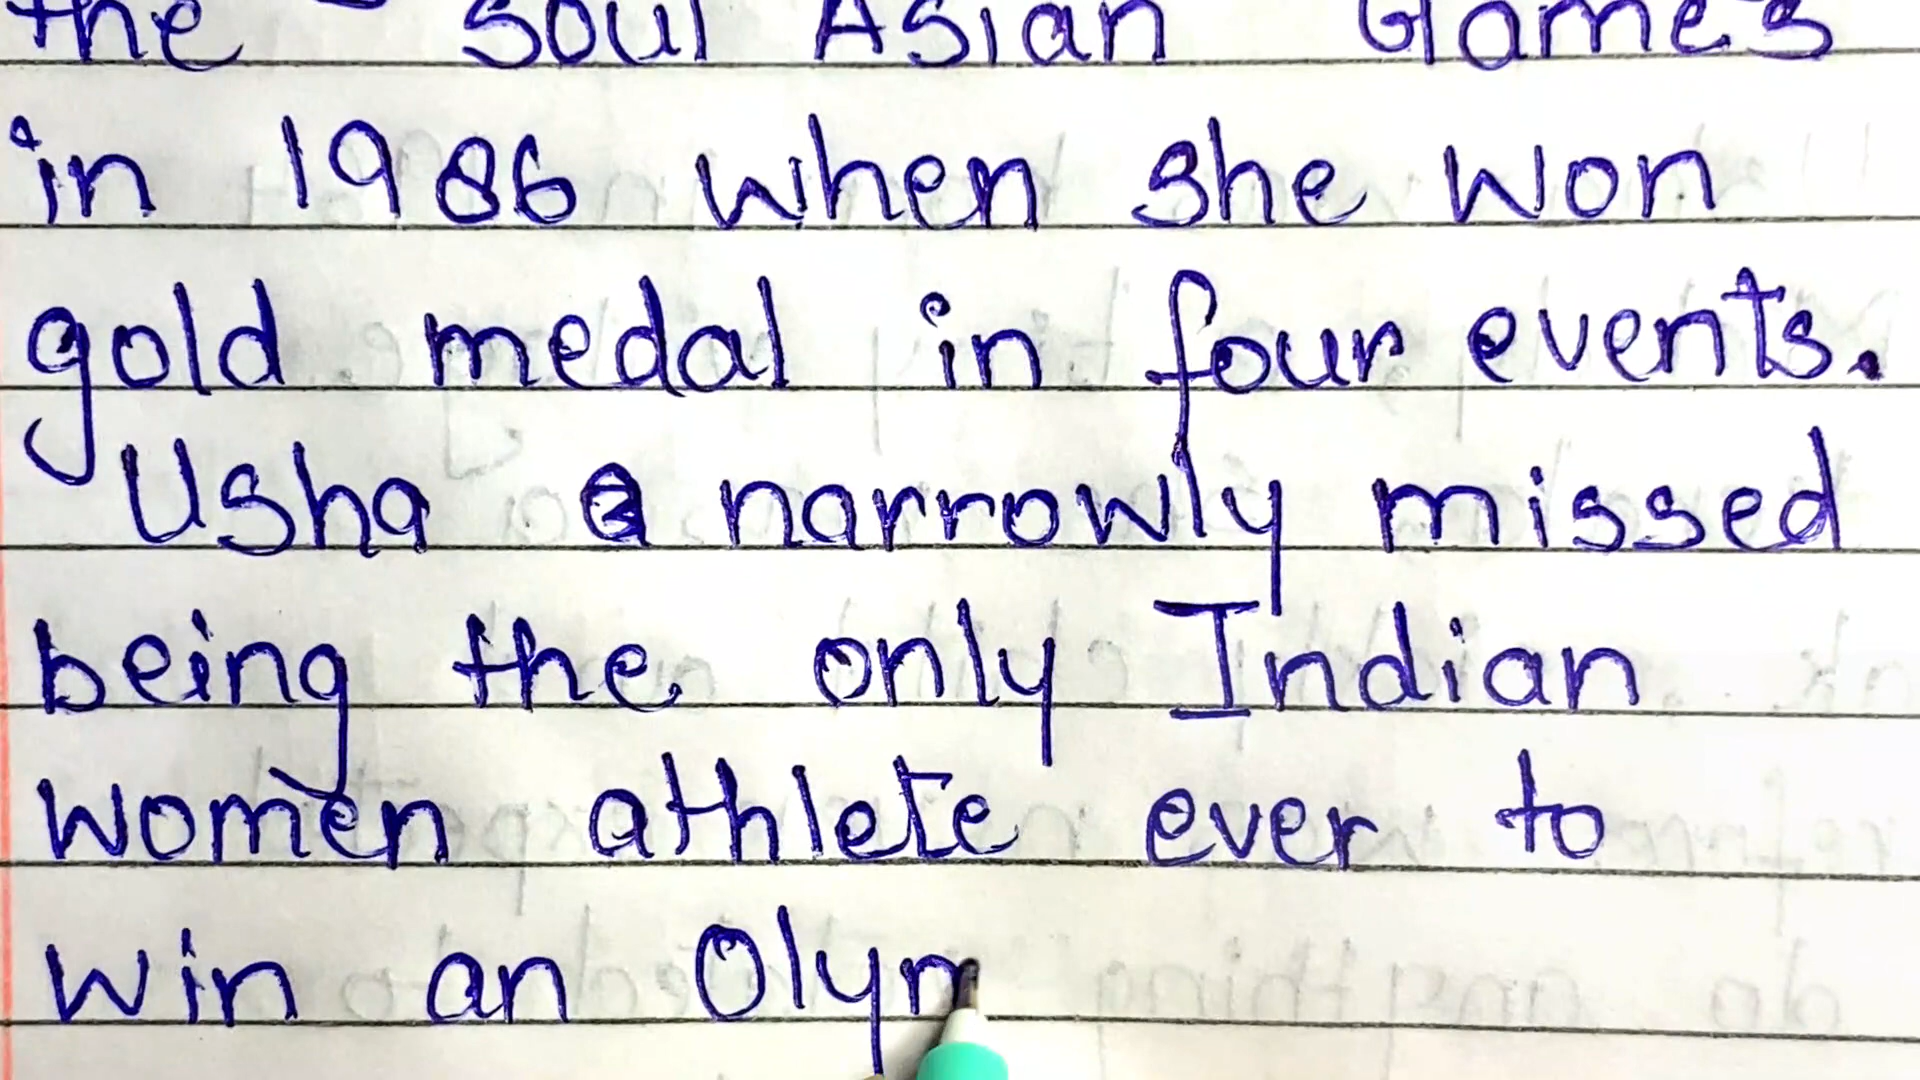 the Soul Asian Games
in 1986 when she won
gold medal in four events.
Usha narrowly missed
being the only Indian
women athlete ever to
win an Olym